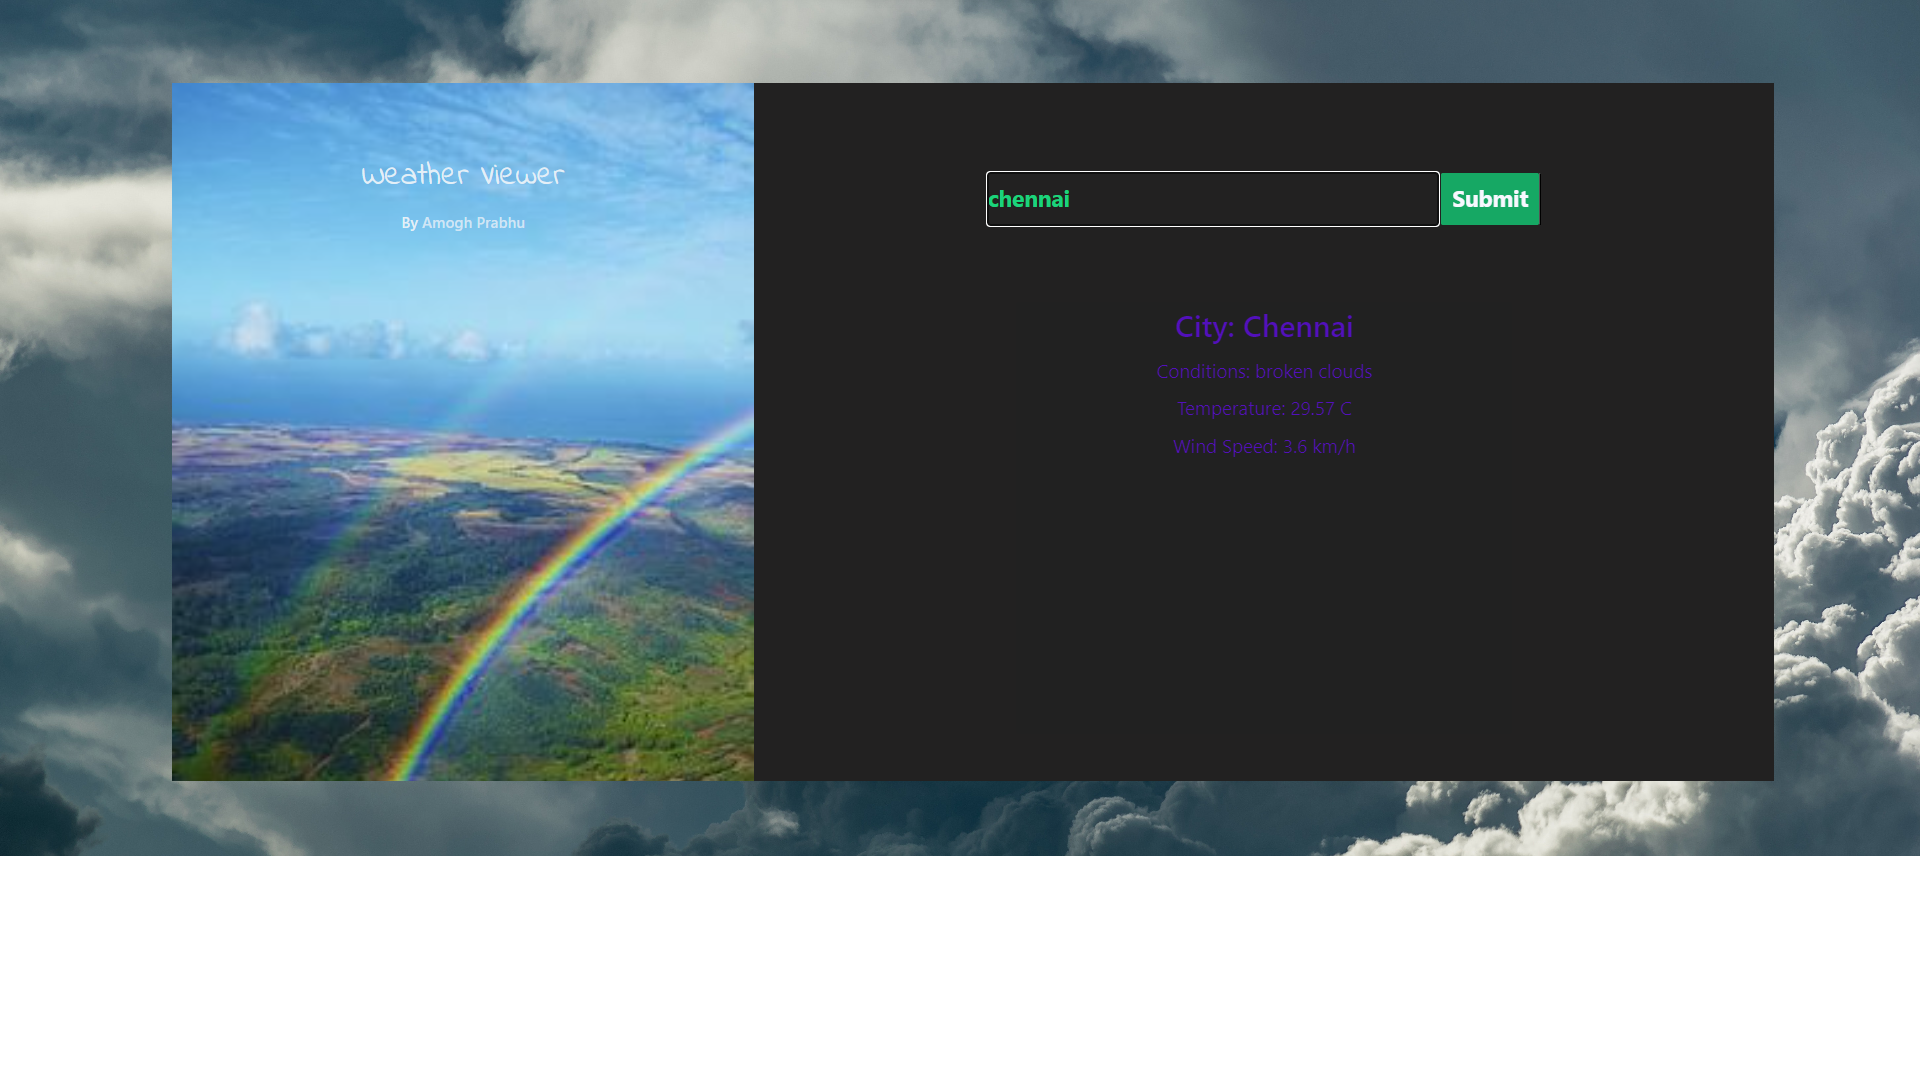 Weather Viewer
By Amogh Prabhu
chennai
Submit
City: Chennai
Conditions: broken clouds
Temperature: 29.57 C
Wind Speed: 3.6 km/h